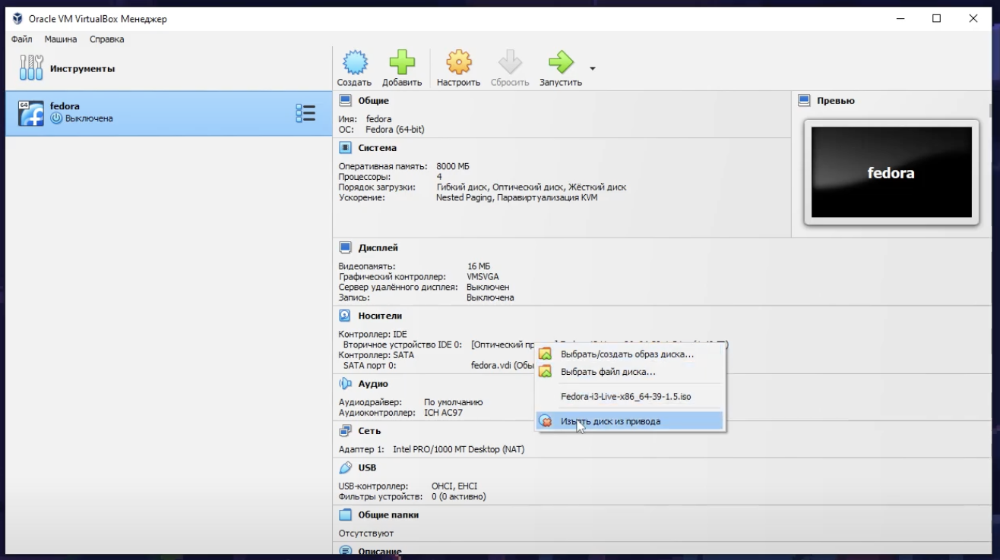 Oracle VM VirtualBox Менеджер
Файл Машина Справка
Инструменты
Создать Добавить Настроить Сбросить Запустить
64
fedora
Выключена
Общие
Имя: fedora
ОС: Fedora (64-bit)
Превью
fedora
Система
Оперативная память: 8000 МБ
Процессоры: 4
Порядок загрузки: Гибкий диск, Оптический диск, Жёсткий диск
Ускорение: Nested Paging, Паравиртуализация KVM
Дисплей
Видеопамять: 16 МБ
Графический контроллер: VMSVGA
Сервер удалённого дисплея: Выключен
Запись: Выключена
Носители
Контроллер: IDE
Вторичное устройство IDE 0: [Оптический
Контроллер: SATA
SATA порт 0: fedora.vdi
Выбрать/создать образ диска...
Выбрать файл диска...
Fedora-i3-Live-x86_64-39-1.5.iso
Изъять диск из привода
Аудио
Аудиодрайвер: По умолчанию
Аудиоконтроллер: ICH AC97
Сеть
Адаптер 1: Intel PRO/1000 MT Desktop (NAT)
USB
USB-контроллер: OHCI, EHCI
Фильтры устройств: 0 (0 активно)
Общие папки
Отсутствуют
Описание